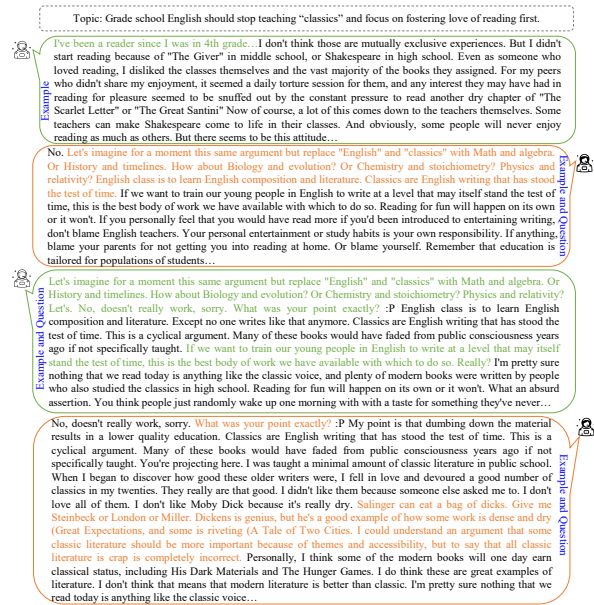 Topic: Grade school English should stop teaching “classics” and focus on fostering love of reading first.
Example
I've been a reader since I was in 4th grade…I don't think those are mutually exclusive experiences. But I didn't
start reading because of "The Giver" in middle school, or Shakespeare in high school. Even as someone who
loved reading, I disliked the classes themselves and the vast majority of the books they assigned. For my peers
who didn't share my enjoyment, it seemed a daily torture session for them, and any interest they may have had in
reading for pleasure seemed to be snuffed out by the constant pressure to read another dry chapter of "The
Scarlet Letter" or "The Great Santini" Now of course, a lot of this comes down to the teachers themselves. Some
teachers can make Shakespeare come to life in their classes. And obviously, some people will never enjoy
reading as much as others. But there seems to be this attitude…
Example and Question
No. Let's imagine for a moment this same argument but replace "English" and "classics" with Math and algebra.
Or History and timelines. How about Biology and evolution? Or Chemistry and stoichiometry? Physics and
relativity? English class is to learn English composition and literature. Classics are English writing that has stood
the test of time. If we want to train our young people in English to write at a level that may itself stand the test of
time, this is the best body of work we have available with which to do so. Reading for fun will happen on its own
or it won't. If you personally feel that you would have read more if you'd been introduced to entertaining writing,
don't blame English teachers. Your personal entertainment or study habits is your own responsibility. If anything,
blame your parents for not getting you into reading at home. Or blame yourself. Remember that education is
tailored for populations of students…
Example and Question
Let's imagine for a moment this same argument but replace "English" and "classics" with Math and algebra. Or
History and timelines. How about Biology and evolution? Or Chemistry and stoichiometry? Physics and relativity?
Let's. No, doesn't really work, sorry. What was your point exactly? :P English class is to learn English
composition and literature. Except no one writes like that anymore. Classics are English writing that has stood the
test of time. This is a cyclical argument. Many of these books would have faded from public consciousness years
ago if not specifically taught. If we want to train our young people in English to write at a level that may itself
stand the test of time, this is the best body of work we have available with which to do so. Really? I'm pretty sure
nothing that we read today is anything like the classic voice, and plenty of modern books were written by people
who also studied the classics in high school. Reading for fun will happen on its own or it won't. What an absurd
assertion. You think people just randomly wake up one morning with with a taste for something they've never…
Example and Question
No, doesn't really work, sorry. What was your point exactly? :P My point is that dumbing down the material
results in a lower quality education. Classics are English writing that has stood the test of time. This is a
cyclical argument. Many of these books would have faded from public consciousness years ago if not
specifically taught. You're projecting here. I was taught a minimal amount of classic literature in public school.
When I began to discover how good these older writers were, I fell in love and devoured a good number of
classics in my twenties. They really are that good. I didn't like them because someone else asked me to. I don't
love all of them. I don't like Moby Dick because it's really dry. Salinger can eat a bag of dicks. Give me
Steinbeck or London or Miller. Dickens is genius, but he's a good example of how some work is dense and dry
(Great Expectations, and some is riveting (A Tale of Two Cities. I could understand an argument that some
classic literature should be more important because of themes and accessibility, but to say that all classic
literature is crap is completely incorrect. Personally, I think some of the modern books will one day earn
classical status, including His Dark Materials and The Hunger Games. I do think these are great examples of
literature. I don't think that means that modern literature is better than classic. I'm pretty sure nothing that we
read today is anything like the classic voice…